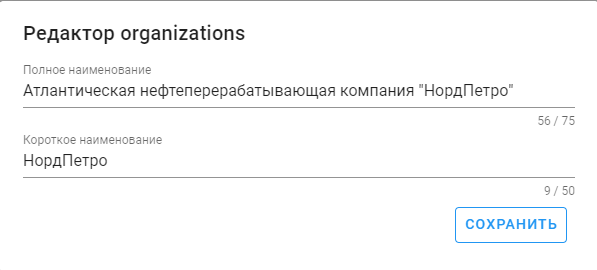 Редактор organizations
Полное наименование
Атлантическая нефтеперерабатывающая компания "НордПетро"
56 / 75
Короткое наименование
НордПетро
9 / 50
СОХРАНИТЬ